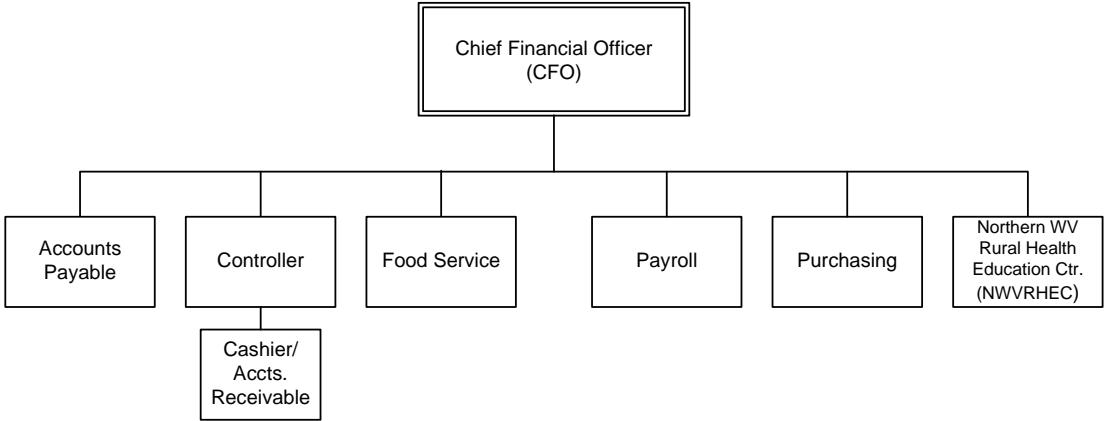 Chief Financial Officer
(CFO)
Accounts
Payable
Controller
Food Service
Payroll
Purchasing
Northern WV
Rural Health
Education Ctr.
(NWVRHEC)
Cashier/
Accts.
Receivable